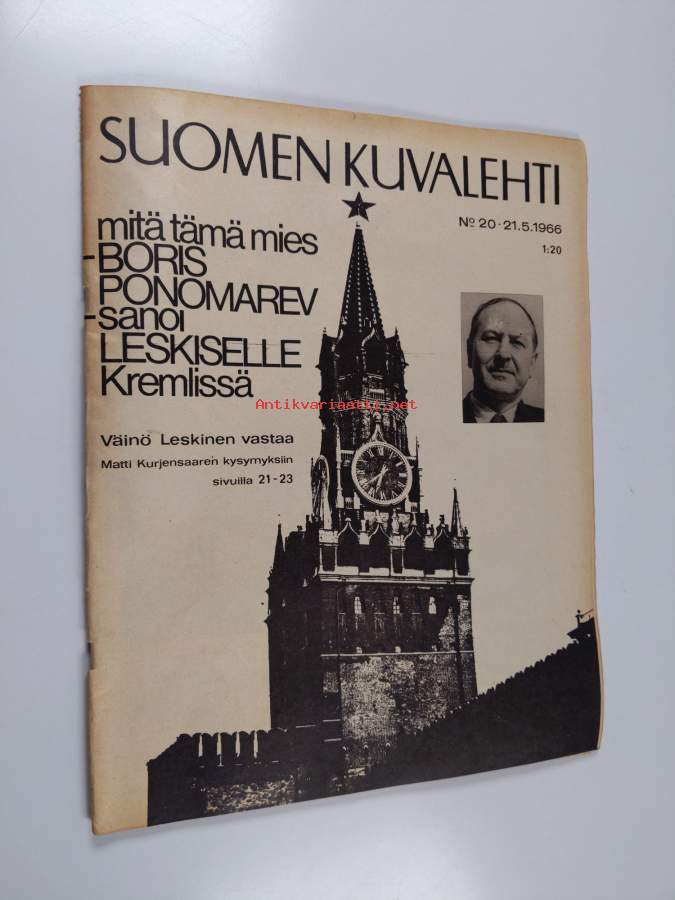 SUOMEN KUVALEHTI
Nº 20 - 21.5.1966
1:20
mitä tämä mies
-BORIS
PONOMAREV
-sanoi
LESKISELLE
Kremlissä
Antikvariaatti.net
Väinö Leskinen vastaa
Matti Kurjensaaren kysymyksiin
sivuilla 21-23